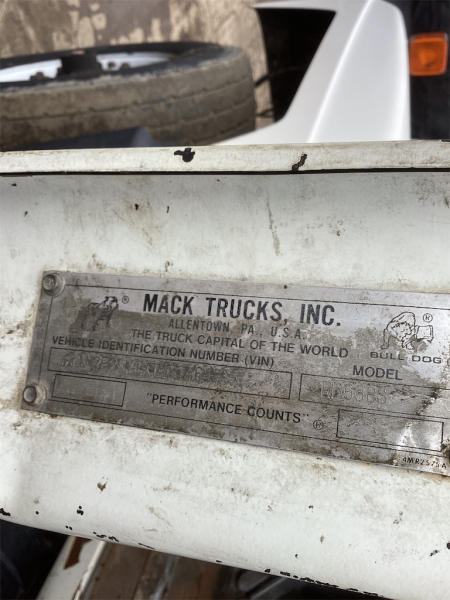 MACK TRUCKS, INC.
ALLENTOWN, PA., U.S.A.
THE TRUCK CAPITAL OF THE WORLD
BULL DOG
VEHICLE IDENTIFICATION NUMBER (VIN)
MODEL
"PERFORMANCE COUNTS" ®
4MR2575A